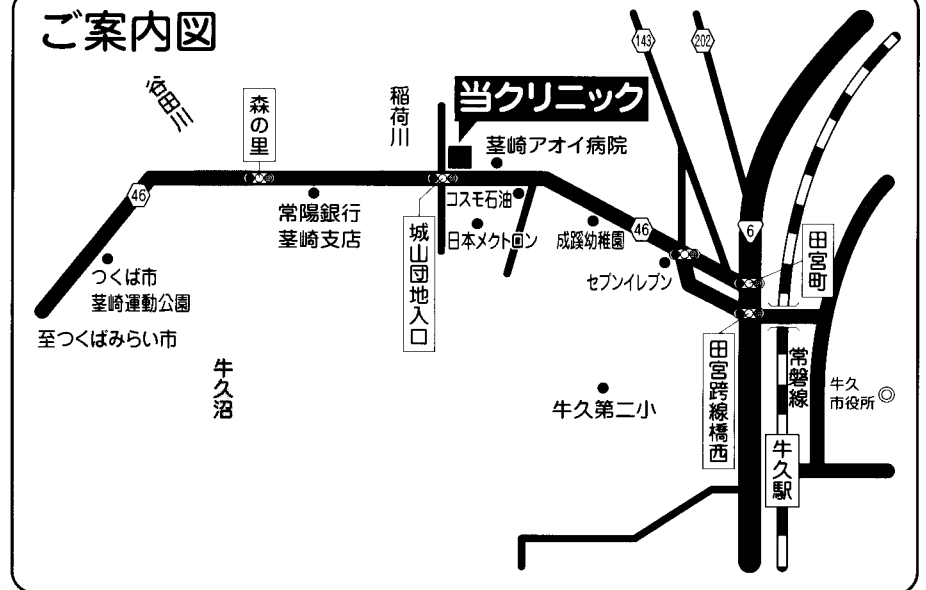 ご案内図
143
202
谷田川
森の里
稲荷川
当クリニック
茎崎アオイ病院
46
常陽銀行
茎崎支店
城山団地入口
コスモ石油
日本メクトロン
成蹊幼稚園
46
セブンイレブン
6
田宮町
つくば市
茎崎運動公園
至つくばみらい市
牛久沼
牛久第二小
田宮跨線橋西
常磐線
牛久
市役所
牛久駅